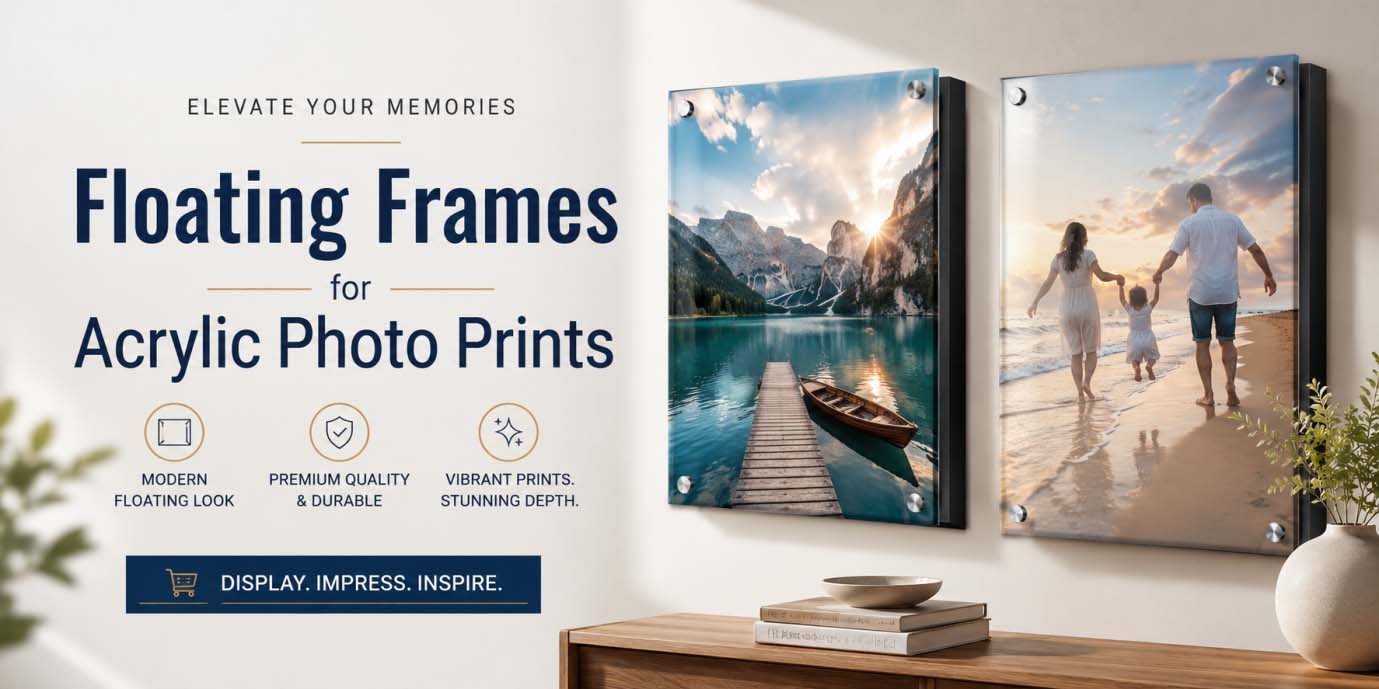 ELEVATE YOUR MEMORIES
Floating Frames
for
Acrylic Photo Prints
MODERN
FLOATING LOOK
PREMIUM QUALITY
& DURABLE
VIBRANT PRINTS.
STUNNING DEPTH.
DISPLAY. IMPRESS. INSPIRE.